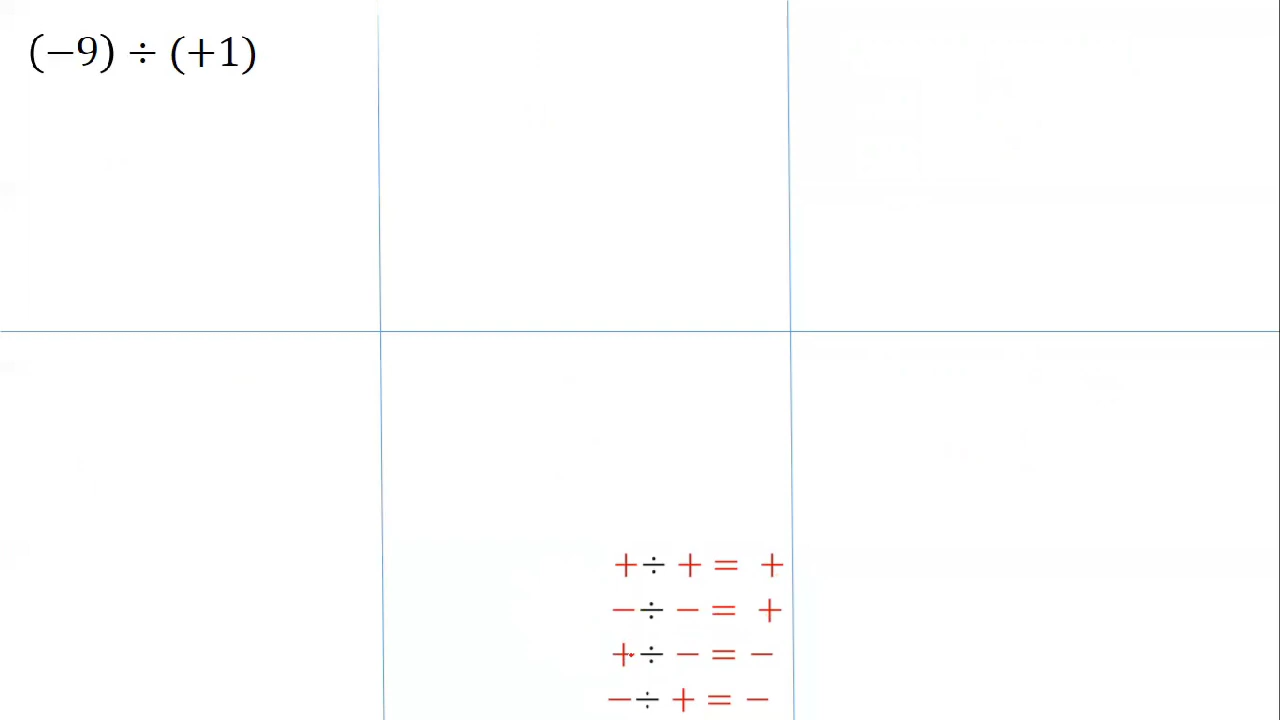 (−9) ÷ (+1)
+ ÷ + = +
− ÷ − = +
+ ÷ − = −
− ÷ + = −